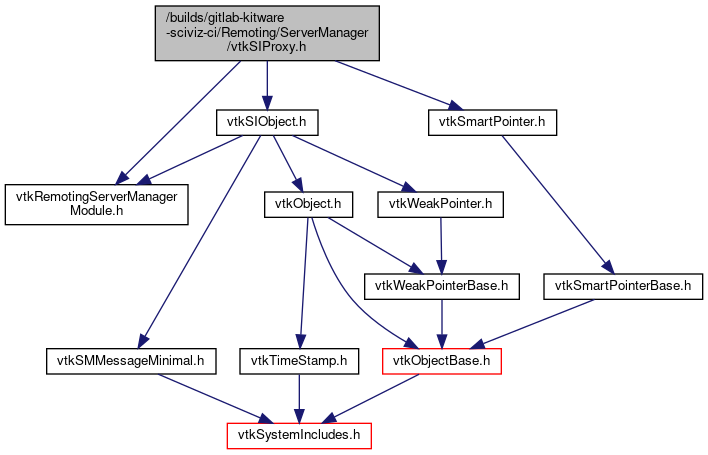 /builds/gitlab-kitware
-sciviz-ci/Remoting/ServerManager
/vtkSIProxy.h
vtkSIObject.h
vtkSmartPointer.h
vtkRemotingServerManager
Module.h
vtkObject.h
vtkWeakPointer.h
vtkWeakPointerBase.h
vtkSmartPointerBase.h
vtkSMMessageMinimal.h
vtkTimeStamp.h
vtkObjectBase.h
vtkSystemIncludes.h